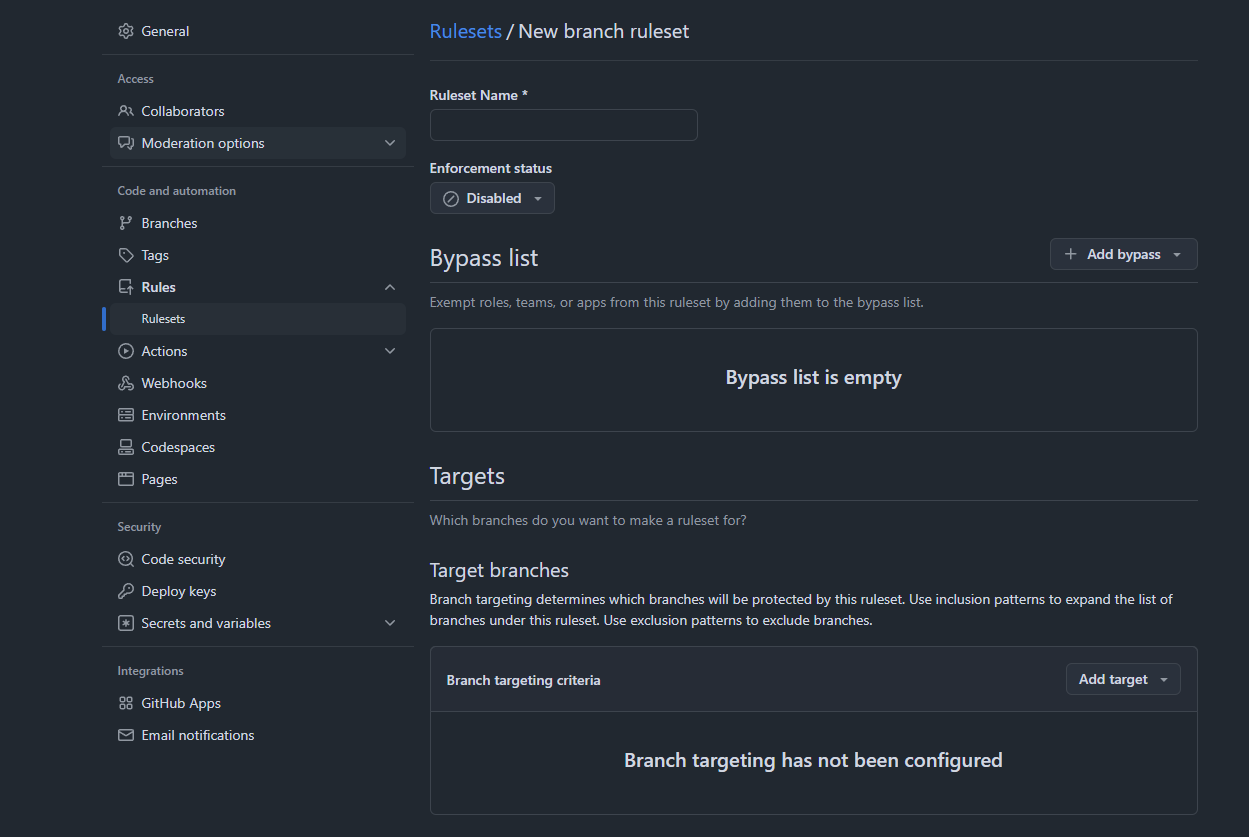 General
Access
Collaborators
Moderation options
Code and automation
Branches
Tags
Rules
Rulesets
Actions
Webhooks
Environments
Codespaces
Pages
Security
Code security
Deploy keys
Secrets and variables
Integrations
GitHub Apps
Email notifications
Rulesets / New branch ruleset
Ruleset Name *
Enforcement status
Disabled
Bypass list
Add bypass
Exempt roles, teams, or apps from this ruleset by adding them to the bypass list.
Bypass list is empty
Targets
Which branches do you want to make a ruleset for?
Target branches
Branch targeting determines which branches will be protected by this ruleset. Use inclusion patterns to expand the list of
branches under this ruleset. Use exclusion patterns to exclude branches.
Branch targeting criteria
Add target
Branch targeting has not been configured